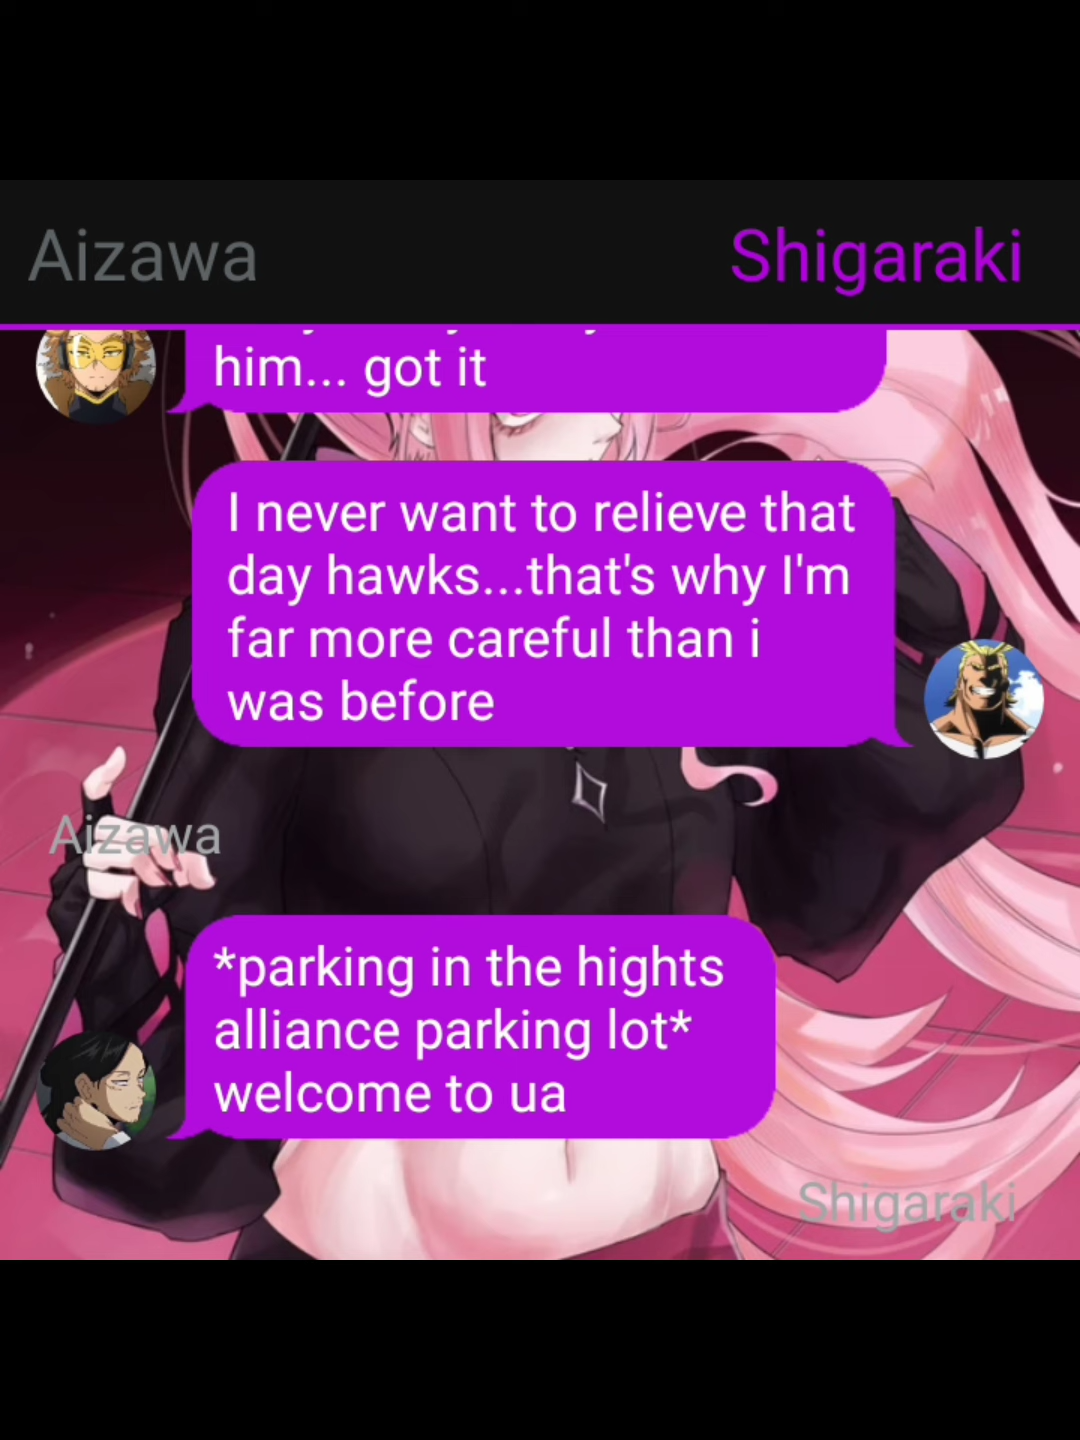 Aizawa
Shigaraki
him... got it
I never want to relieve that
day hawks...that's why I'm
far more careful than i
was before
Aizawa
*parking in the hights
alliance parking lot*
welcome to ua
Shigaraki